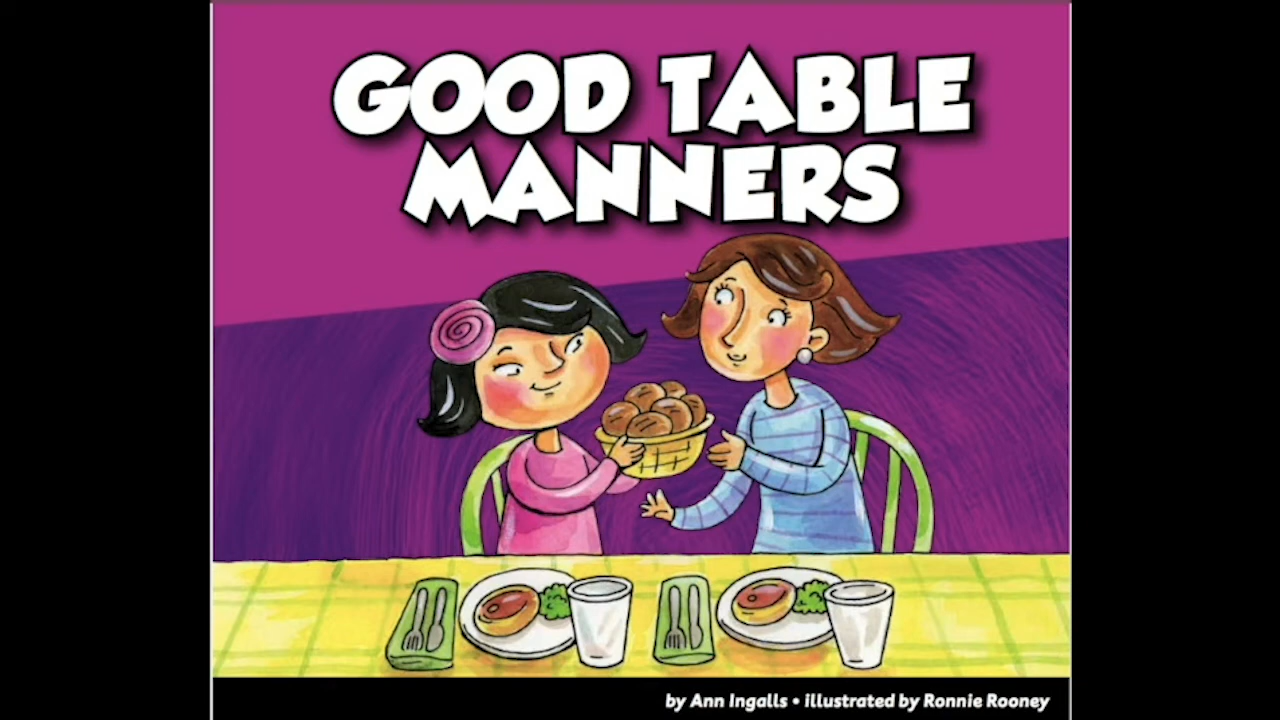 GOOD TABLE
MANNERS
by Ann Ingalls • illustrated by Ronnie Rooney